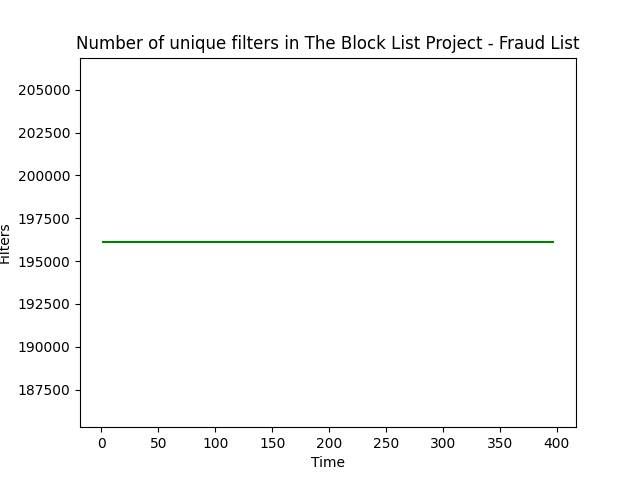 Number of unique filters in The Block List Project - Fraud List
205000
202500
200000
197500
195000
192500
190000
187500
Filters
0 50 100 150 200 250 300 350 400
Time